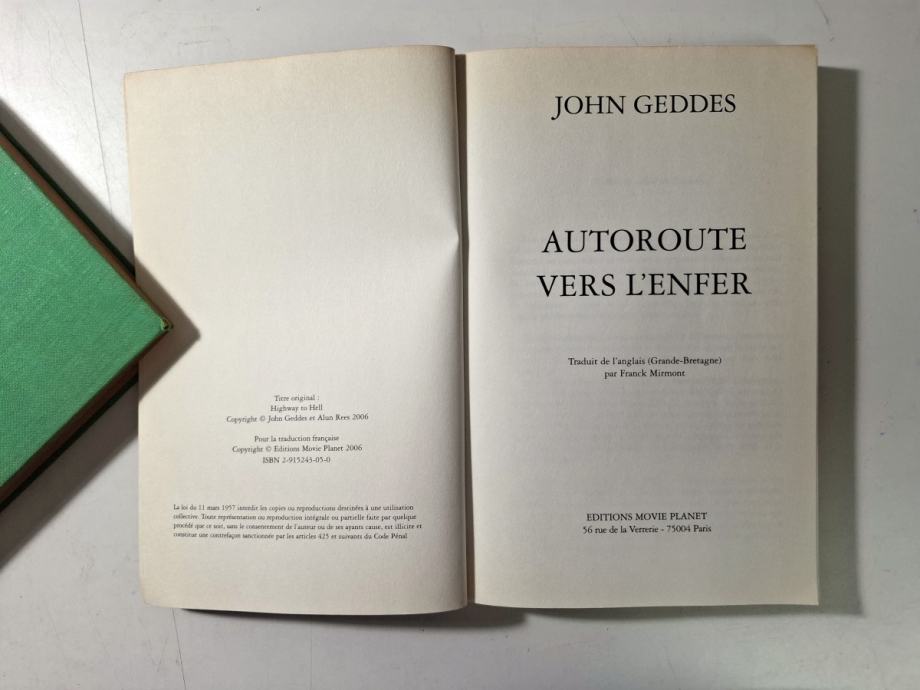 Titre original :
Highway to Hell
Copyright © John Geddes et Alun Rees 2006
Pour la traduction française
Copyright © Editions Movie Planet 2006
ISBN 2-915243-05-0
La loi du 11 mars 1957 interdit les copies ou reproductions destinées à une utilisation
collective. Toute représentation ou reproduction intégrale ou partielle faite par quelque
procédé que ce soit, sans le consentement de l'auteur ou de ses ayants cause, est illicite et
constitue une contrefaçon sanctionnée par les articles 425 et suivants du Code Pénal
JOHN GEDDES
AUTOROUTE
VERS L'ENFER
Traduit de l'anglais (Grande-Bretagne)
par Franck Mirmont
EDITIONS MOVIE PLANET
56 rue de la Verrerie - 75004 Paris